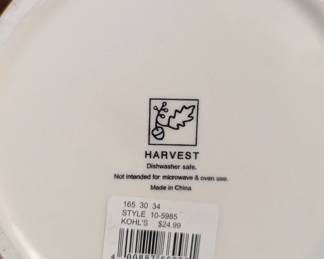 HARVEST
Dishwasher safe.
Not intended for microwave & oven use.
Made in China
165 30 34
STYLE 10-5985
KOHL'S $24.99